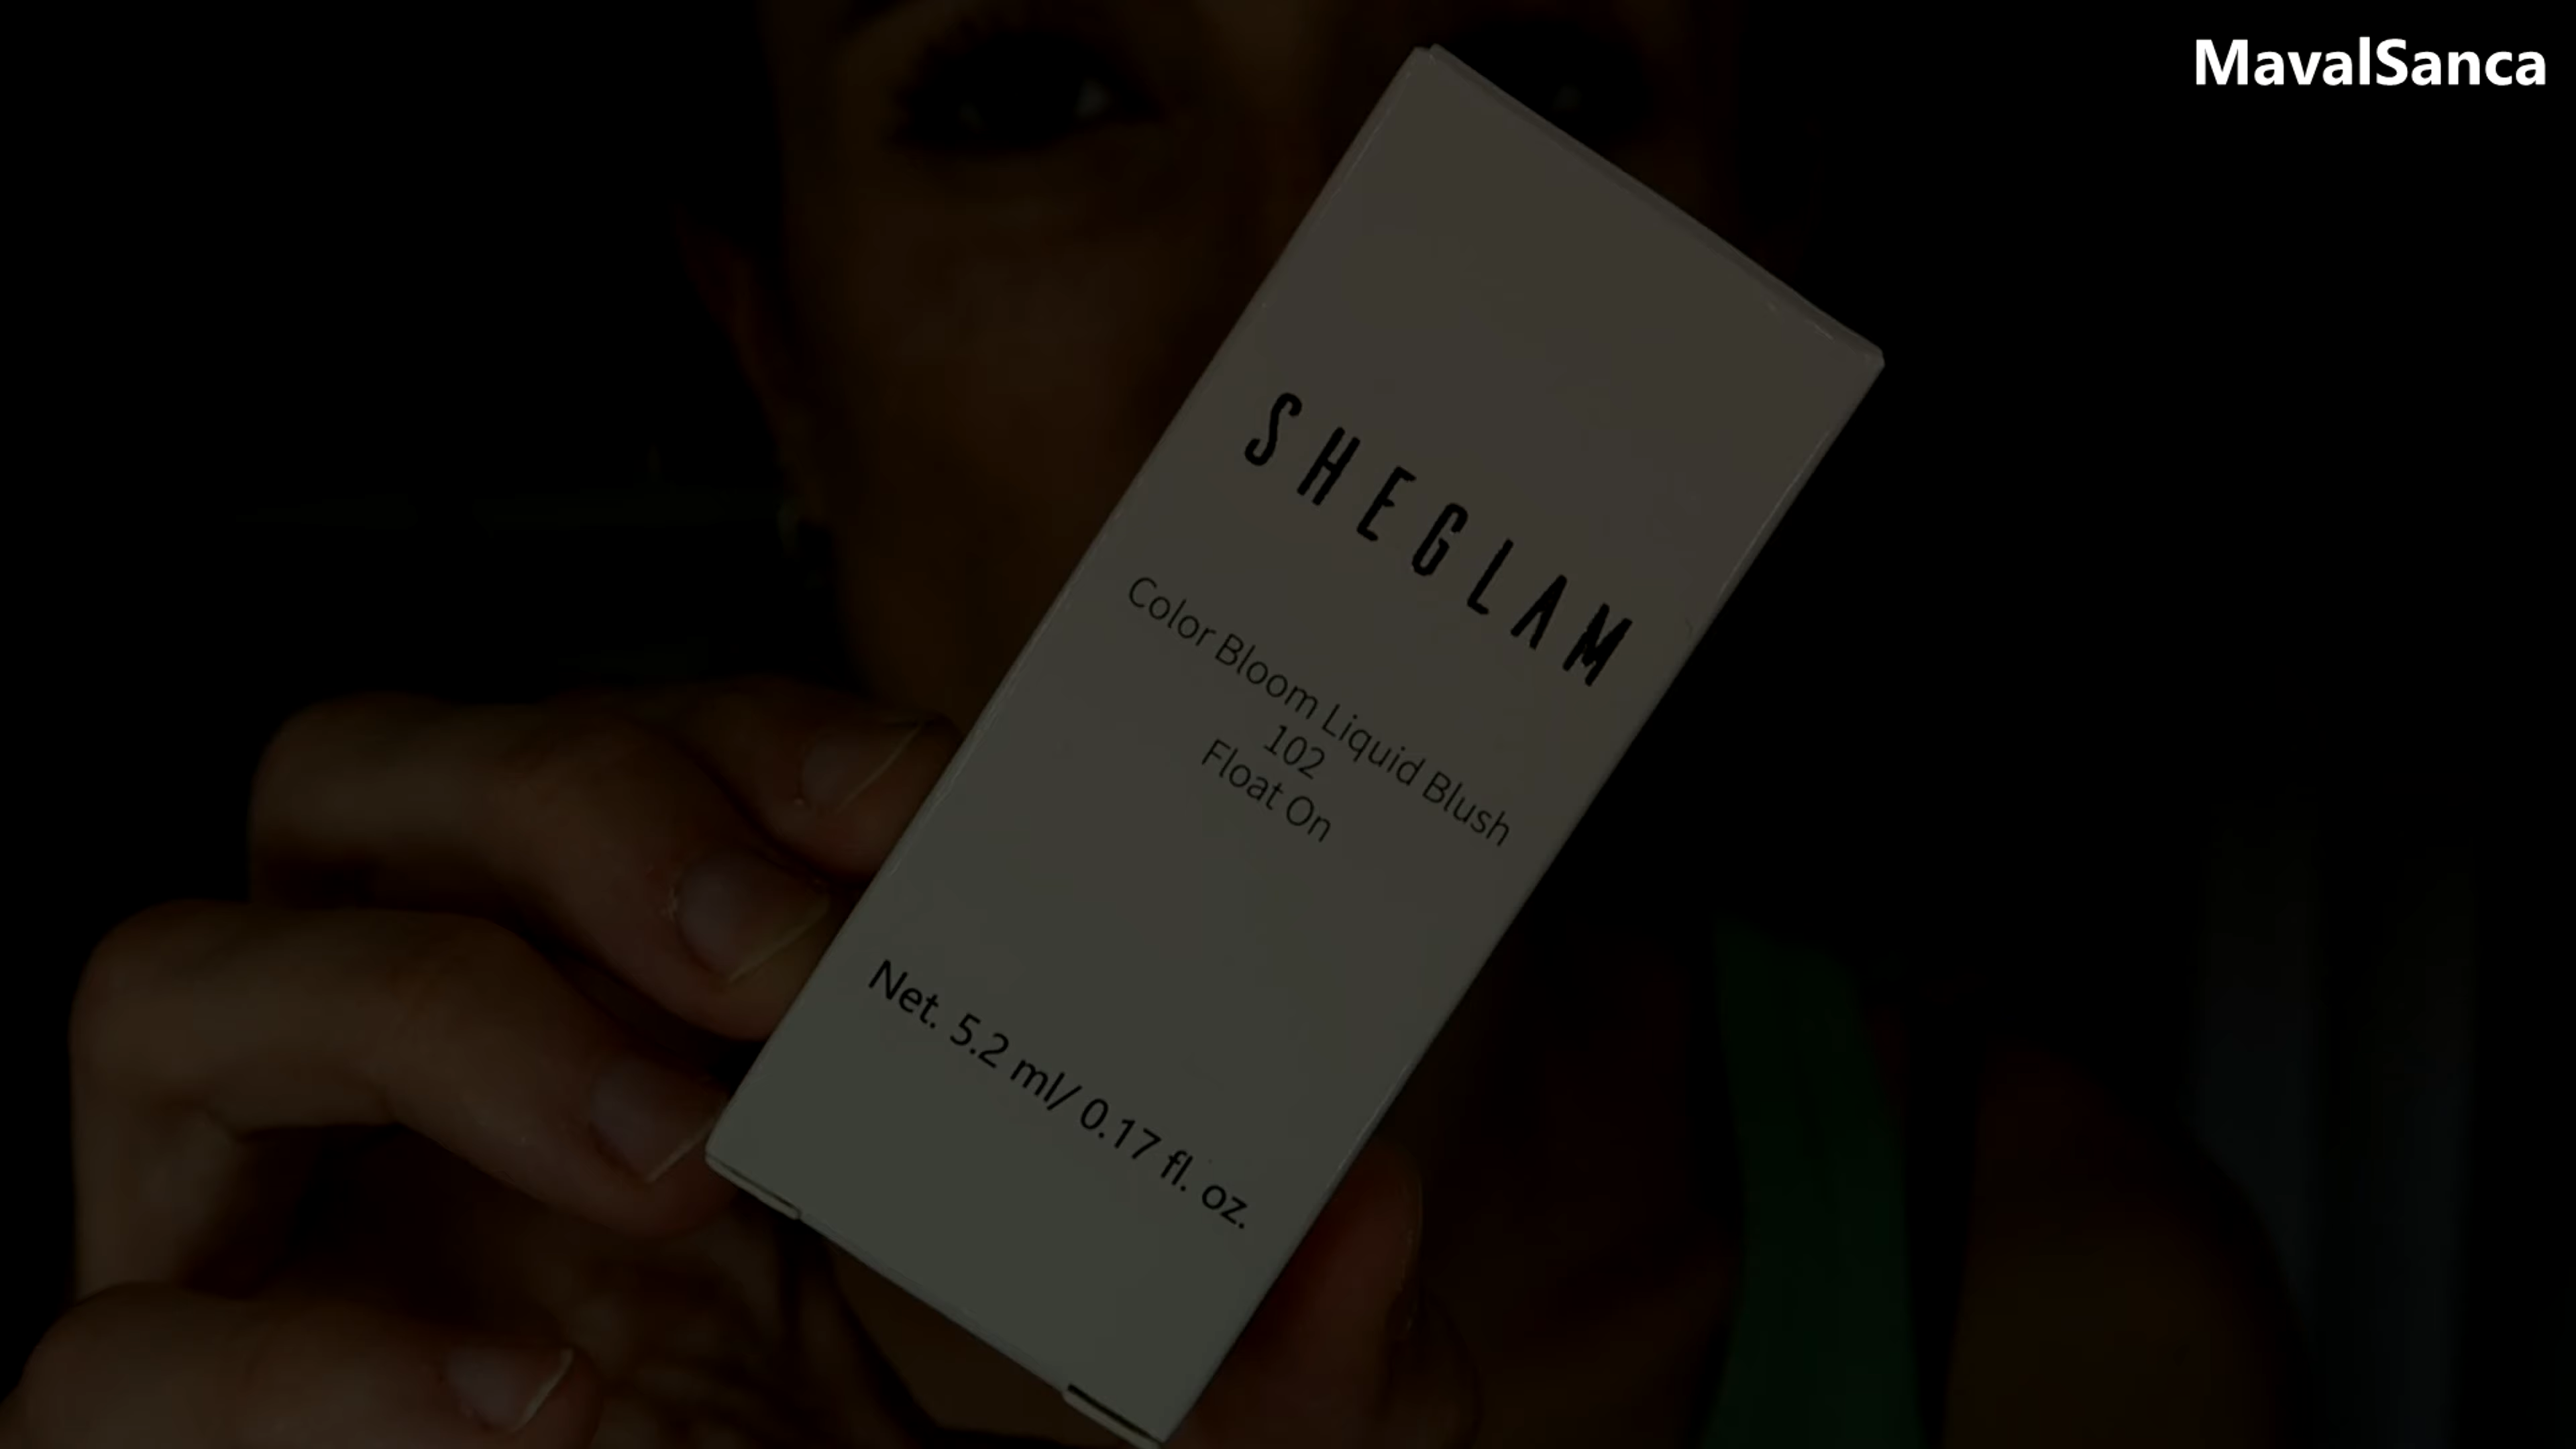 MavalSanca
SHEGLAM
Color Bloom Liquid Blush
102
Float On
Net. 5.2 ml/ 0.17 fl. oz.